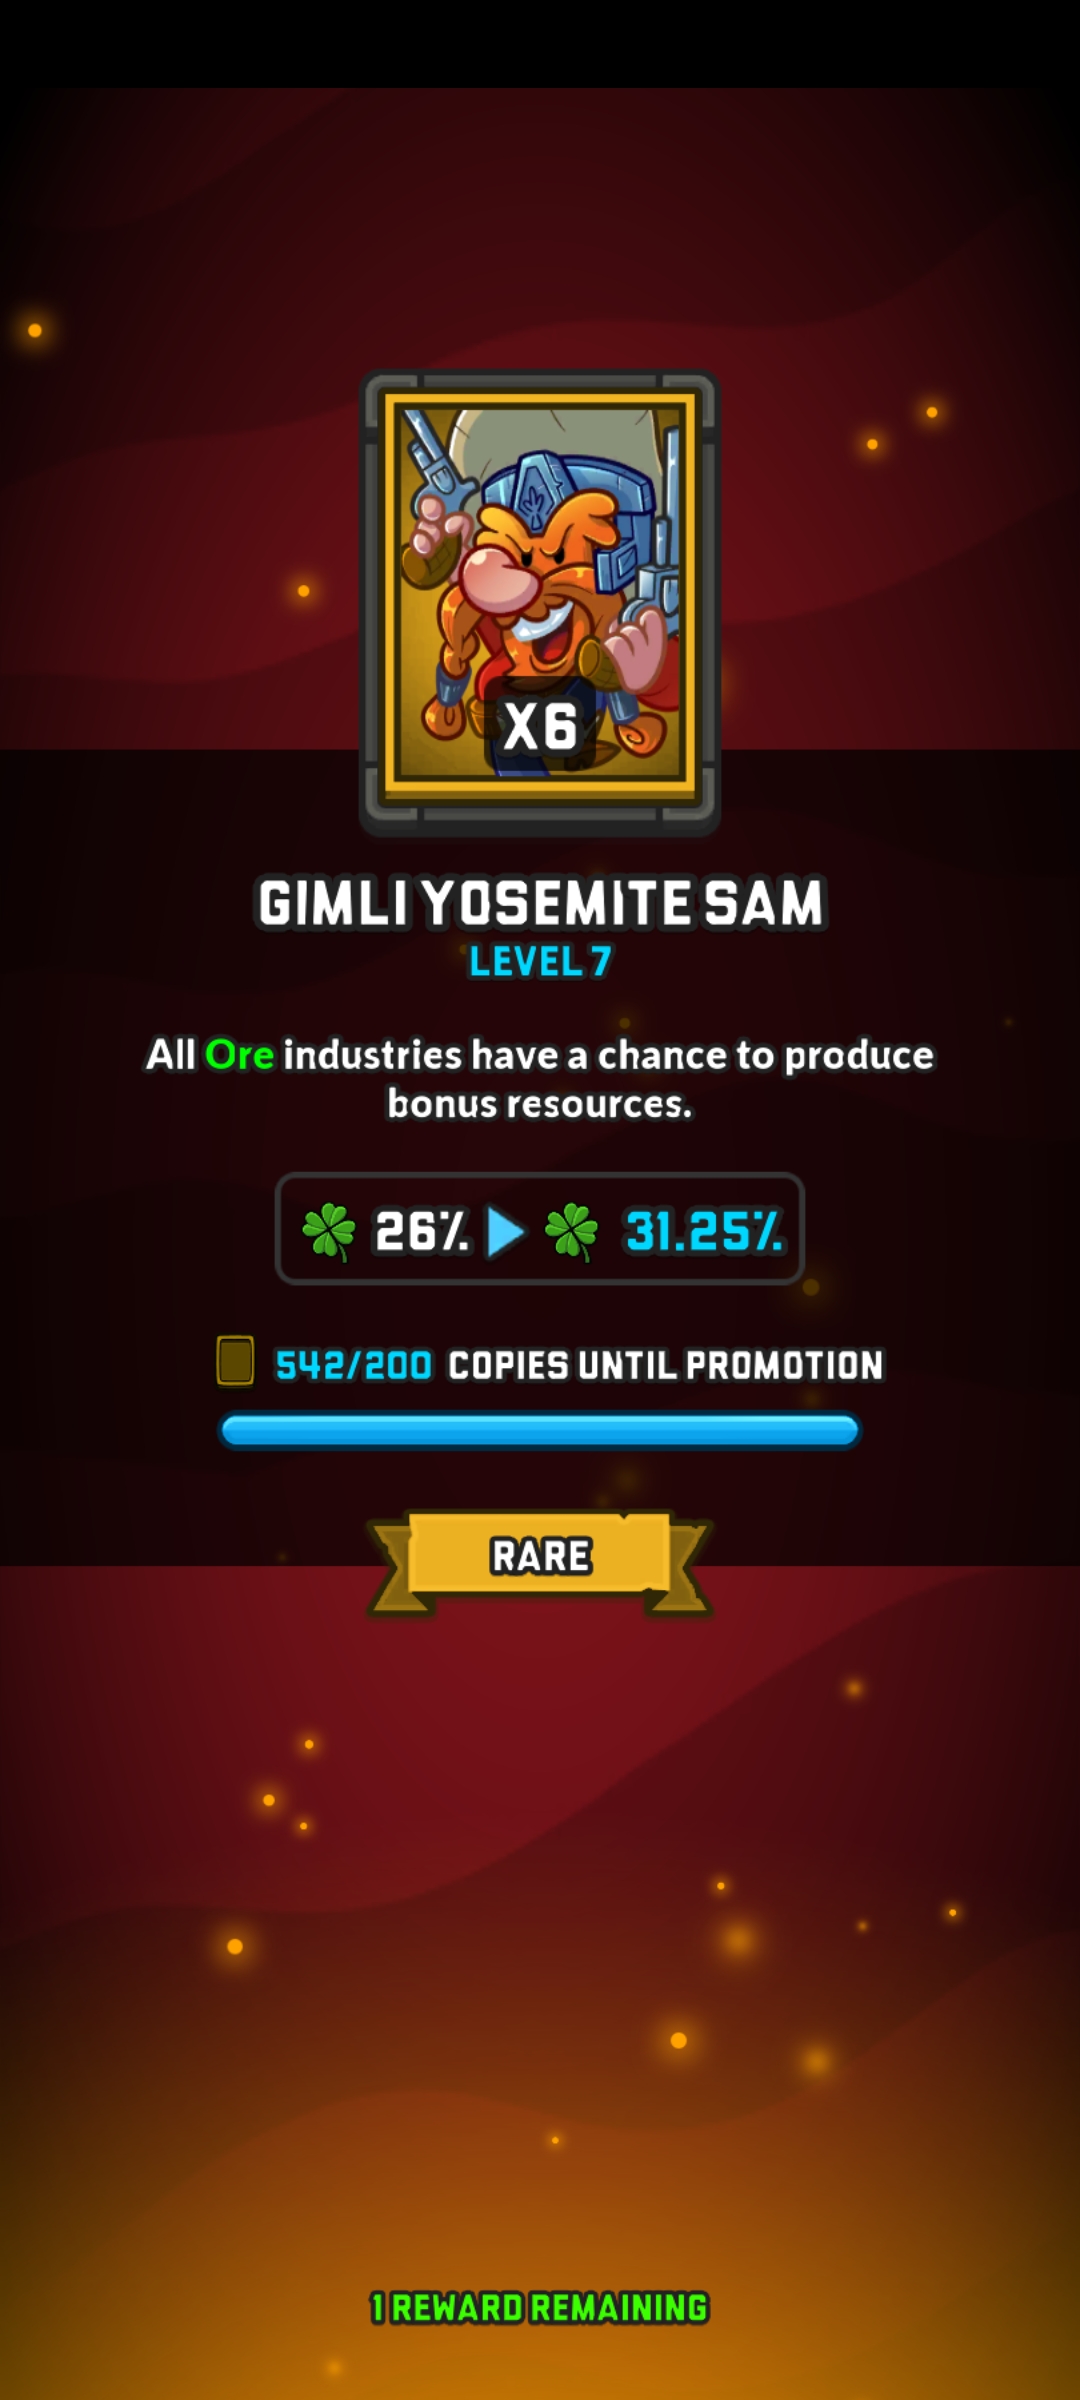 X6
GIMLI YOSEMITE SAM
LEVEL 7
All Ore industries have a chance to produce
bonus resources.
26% 31.25%
542/200 COPIES UNTIL PROMOTION
RARE
1 REWARD REMAINING